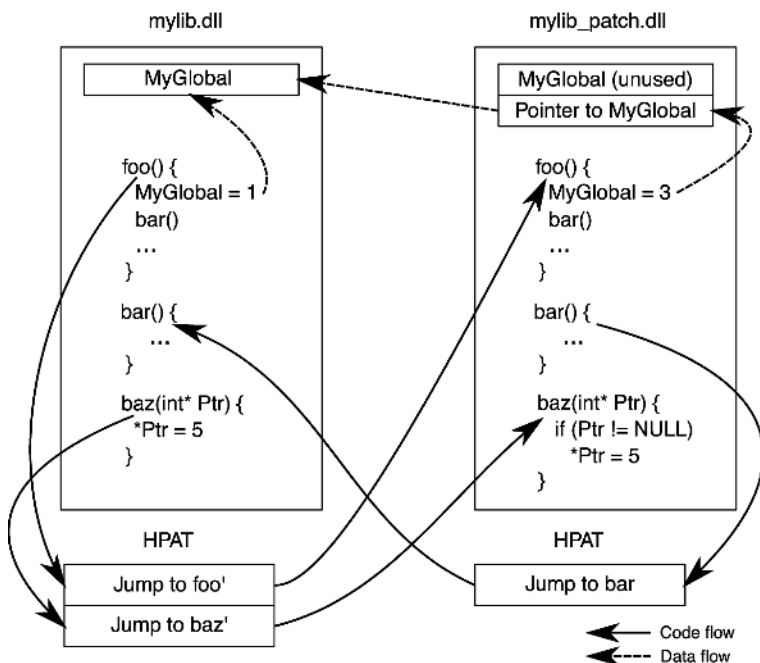 mylib.dll
MyGlobal
foo() {
MyGlobal = 1
bar()
...
}
bar() {
...
}
baz(int* Ptr) {
*Ptr = 5
}
HPAT
Jump to foo'
Jump to baz'
mylib_patch.dll
MyGlobal (unused)
Pointer to MyGlobal
foo() {
MyGlobal = 3
bar()
...
}
bar() {
...
}
baz(int* Ptr) {
if (Ptr != NULL)
*Ptr = 5
}
HPAT
Jump to bar
Code flow
Data flow